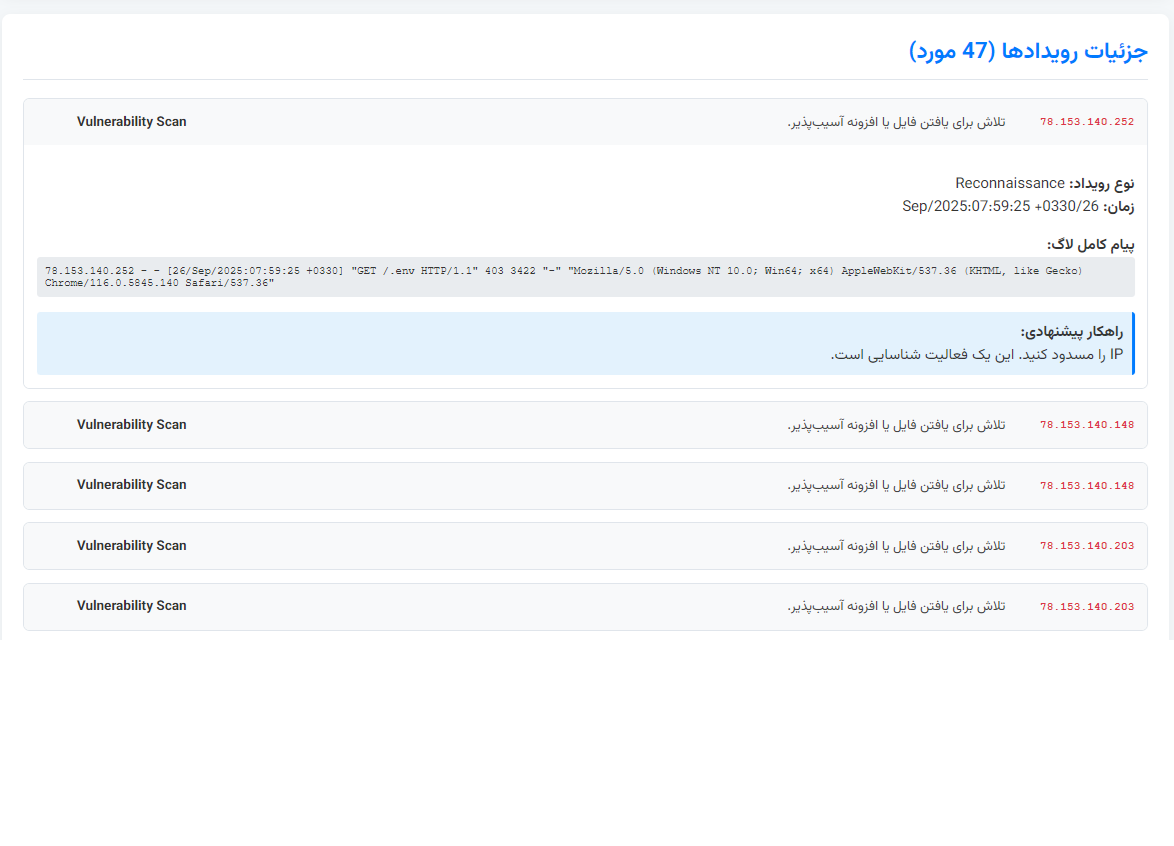 جزئیات رویدادها (47 مورد)
78.153.140.252 تلاش برای یافتن فایل یا افزونه آسیب‌پذیر. Vulnerability Scan
نوع رویداد: Reconnaissance
زمان: 26/Sep/2025:07:59:25 +0330
پیام کامل لاگ:
78.153.140.252 - - [26/Sep/2025:07:59:25 +0330] "GET /.env HTTP/1.1" 403 3422 "-" "Mozilla/5.0 (Windows NT 10.0; Win64; x64) AppleWebKit/537.36 (KHTML, like Gecko)
Chrome/116.0.5845.140 Safari/537.36"
راهکار پیشنهادی:
IP را مسدود کنید. این یک فعالیت شناسایی است.
78.153.140.148 تلاش برای یافتن فایل یا افزونه آسیب‌پذیر. Vulnerability Scan
78.153.140.148 تلاش برای یافتن فایل یا افزونه آسیب‌پذیر. Vulnerability Scan
78.153.140.203 تلاش برای یافتن فایل یا افزونه آسیب‌پذیر. Vulnerability Scan
78.153.140.203 تلاش برای یافتن فایل یا افزونه آسیب‌پذیر. Vulnerability Scan